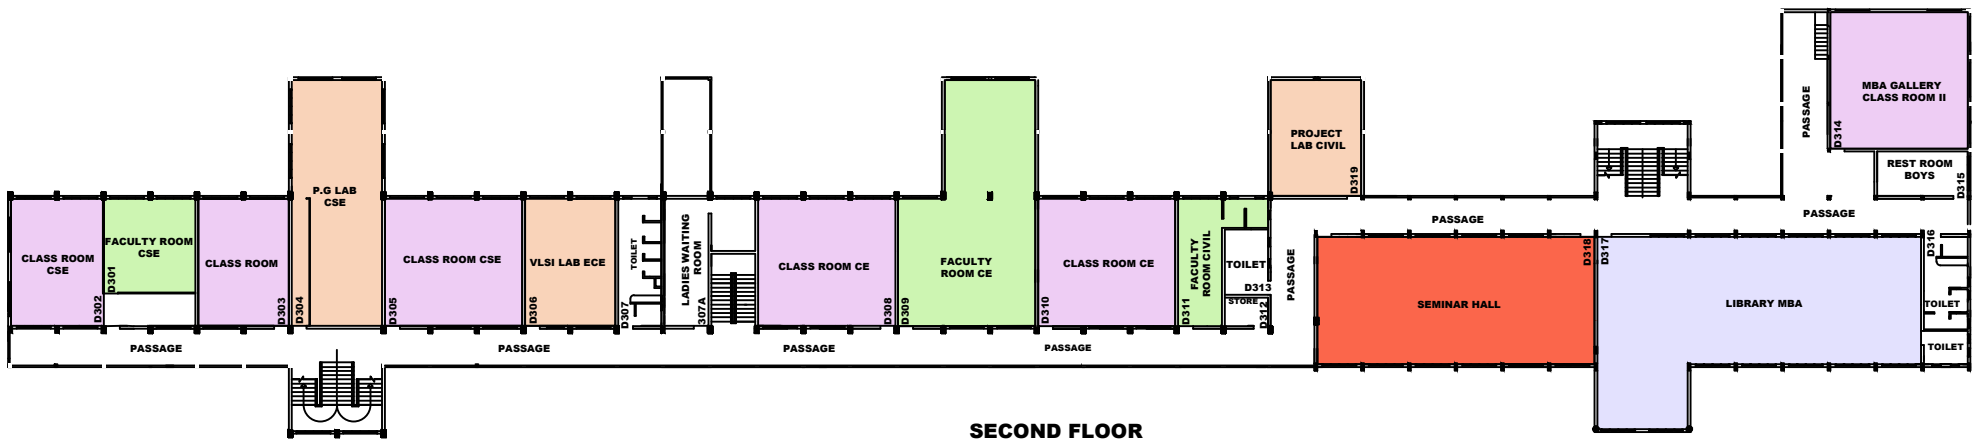 MBA GALLERY
CLASS ROOM II
D314
PASSAGE
REST ROOM
BOYS
D315
PROJECT
LAB CIVIL
D319
P.G LAB
CSE
D304
CLASS ROOM
CSE
D302
FACULTY ROOM
CSE
D301
CLASS ROOM
D303
CLASS ROOM CSE
D305
VLSI LAB ECE
D306
TOILET
D307
LADIES WAITING
ROOM
307A
CLASS ROOM CE
D308
FACULTY
ROOM CE
D309
CLASS ROOM CE
D310
FACULTY
ROOM CIVIL
D311
TOILET
D313
STORE
D312
PASSAGE
PASSAGE
PASSAGE
SEMINAR HALL
D318
D317
LIBRARY MBA
D316
TOILET
TOILET
PASSAGE
PASSAGE
PASSAGE
PASSAGE
SECOND FLOOR